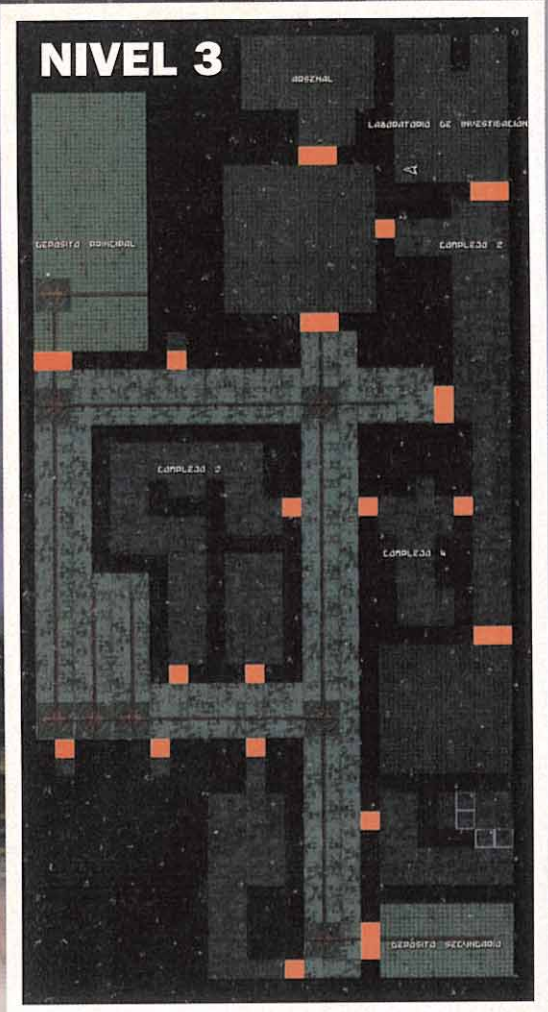 NIVEL 3
ARSENAL
LABORATORIO DE INVESTIGACIÓN
DEPÓSITO PRINCIPAL
COMPLEJO 2
COMPLEJO 3
COMPLEJO 4
DEPÓSITO SECUNDARIO